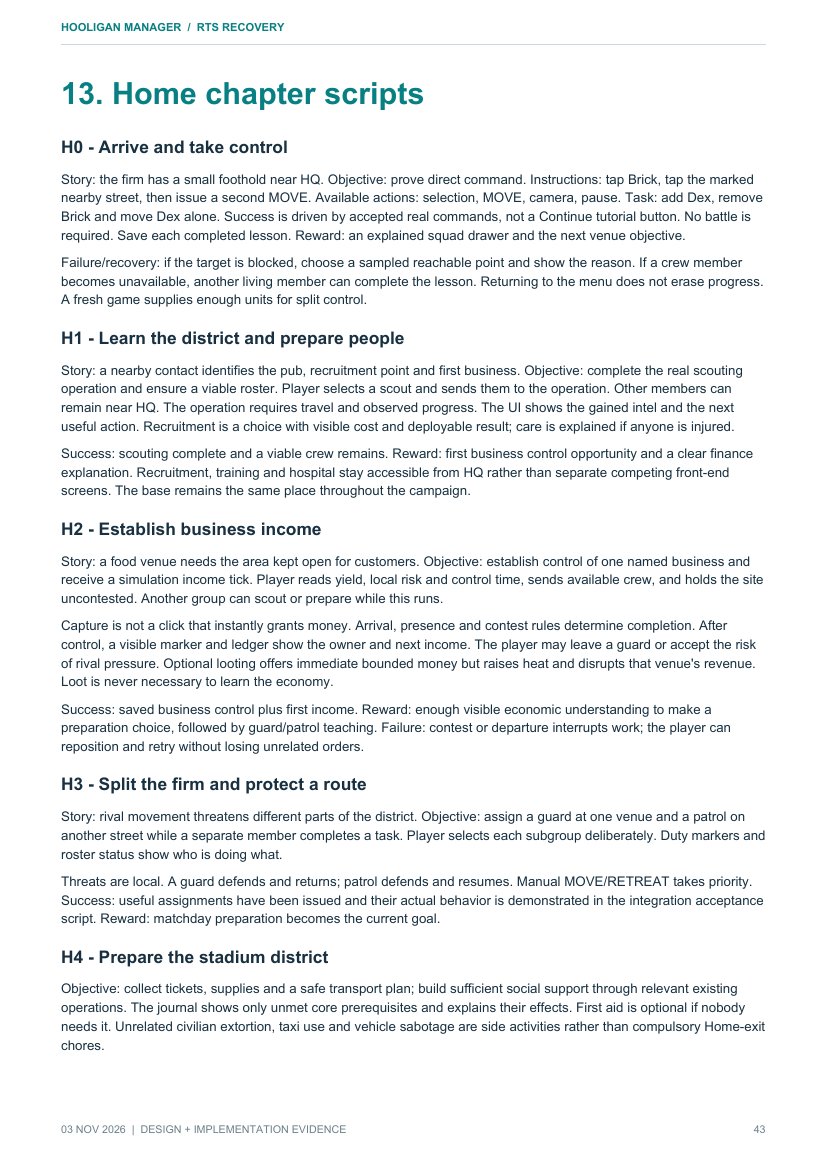 HOOLIGAN MANAGER / RTS RECOVERY
13. Home chapter scripts
H0 - Arrive and take control
Story: the firm has a small foothold near HQ. Objective: prove direct command. Instructions: tap Brick, tap the marked
nearby street, then issue a second MOVE. Available actions: selection, MOVE, camera, pause. Task: add Dex, remove
Brick and move Dex alone. Success is driven by accepted real commands, not a Continue tutorial button. No battle is
required. Save each completed lesson. Reward: an explained squad drawer and the next venue objective.
Failure/recovery: if the target is blocked, choose a sampled reachable point and show the reason. If a crew member
becomes unavailable, another living member can complete the lesson. Returning to the menu does not erase progress.
A fresh game supplies enough units for split control.
H1 - Learn the district and prepare people
Story: a nearby contact identifies the pub, recruitment point and first business. Objective: complete the real scouting
operation and ensure a viable roster. Player selects a scout and sends them to the operation. Other members can
remain near HQ. The operation requires travel and observed progress. The UI shows the gained intel and the next
useful action. Recruitment is a choice with visible cost and deployable result; care is explained if anyone is injured.
Success: scouting complete and a viable crew remains. Reward: first business control opportunity and a clear finance
explanation. Recruitment, training and hospital stay accessible from HQ rather than separate competing front-end
screens. The base remains the same place throughout the campaign.
H2 - Establish business income
Story: a food venue needs the area kept open for customers. Objective: establish control of one named business and
receive a simulation income tick. Player reads yield, local risk and control time, sends available crew, and holds the site
uncontested. Another group can scout or prepare while this runs.
Capture is not a click that instantly grants money. Arrival, presence and contest rules determine completion. After
control, a visible marker and ledger show the owner and next income. The player may leave a guard or accept the risk
of rival pressure. Optional looting offers immediate bounded money but raises heat and disrupts that venue's revenue.
Loot is never necessary to learn the economy.
Success: saved business control plus first income. Reward: enough visible economic understanding to make a
preparation choice, followed by guard/patrol teaching. Failure: contest or departure interrupts work; the player can
reposition and retry without losing unrelated orders.
H3 - Split the firm and protect a route
Story: rival movement threatens different parts of the district. Objective: assign a guard at one venue and a patrol on
another street while a separate member completes a task. Player selects each subgroup deliberately. Duty markers and
roster status show who is doing what.
Threats are local. A guard defends and returns; patrol defends and resumes. Manual MOVE/RETREAT takes priority.
Success: useful assignments have been issued and their actual behavior is demonstrated in the integration acceptance
script. Reward: matchday preparation becomes the current goal.
H4 - Prepare the stadium district
Objective: collect tickets, supplies and a safe transport plan; build sufficient social support through relevant existing
operations. The journal shows only unmet core prerequisites and explains their effects. First aid is optional if nobody
needs it. Unrelated civilian extortion, taxi use and vehicle sabotage are side activities rather than compulsory Home-exit
chores.
03 NOV 2026 | DESIGN + IMPLEMENTATION EVIDENCE
43